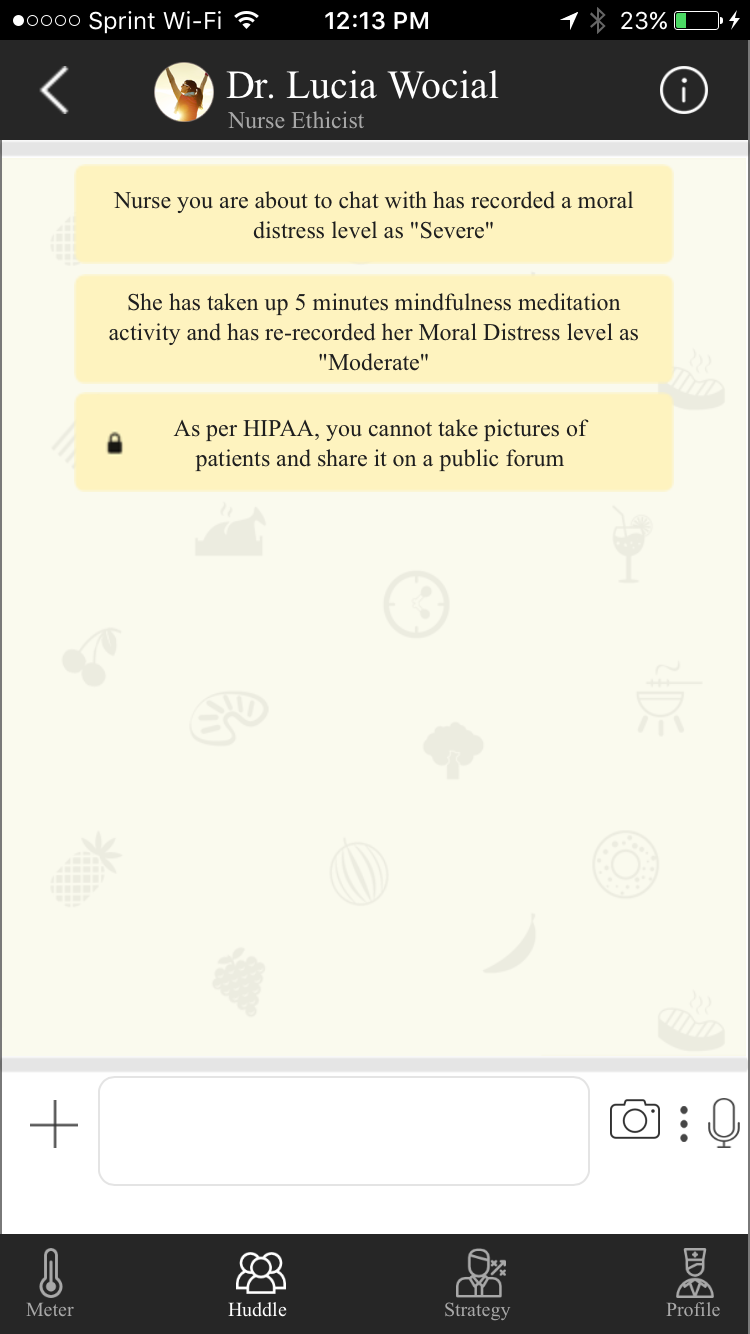 Sprint Wi-Fi 12:13 PM 23%
Dr. Lucia Wocial
Nurse Ethicist
Nurse you are about to chat with has recorded a moral
distress level as "Severe"
She has taken up 5 minutes mindfulness meditation
activity and has re-recorded her Moral Distress level as
"Moderate"
As per HIPAA, you cannot take pictures of
patients and share it on a public forum
Meter Huddle Strategy Profile